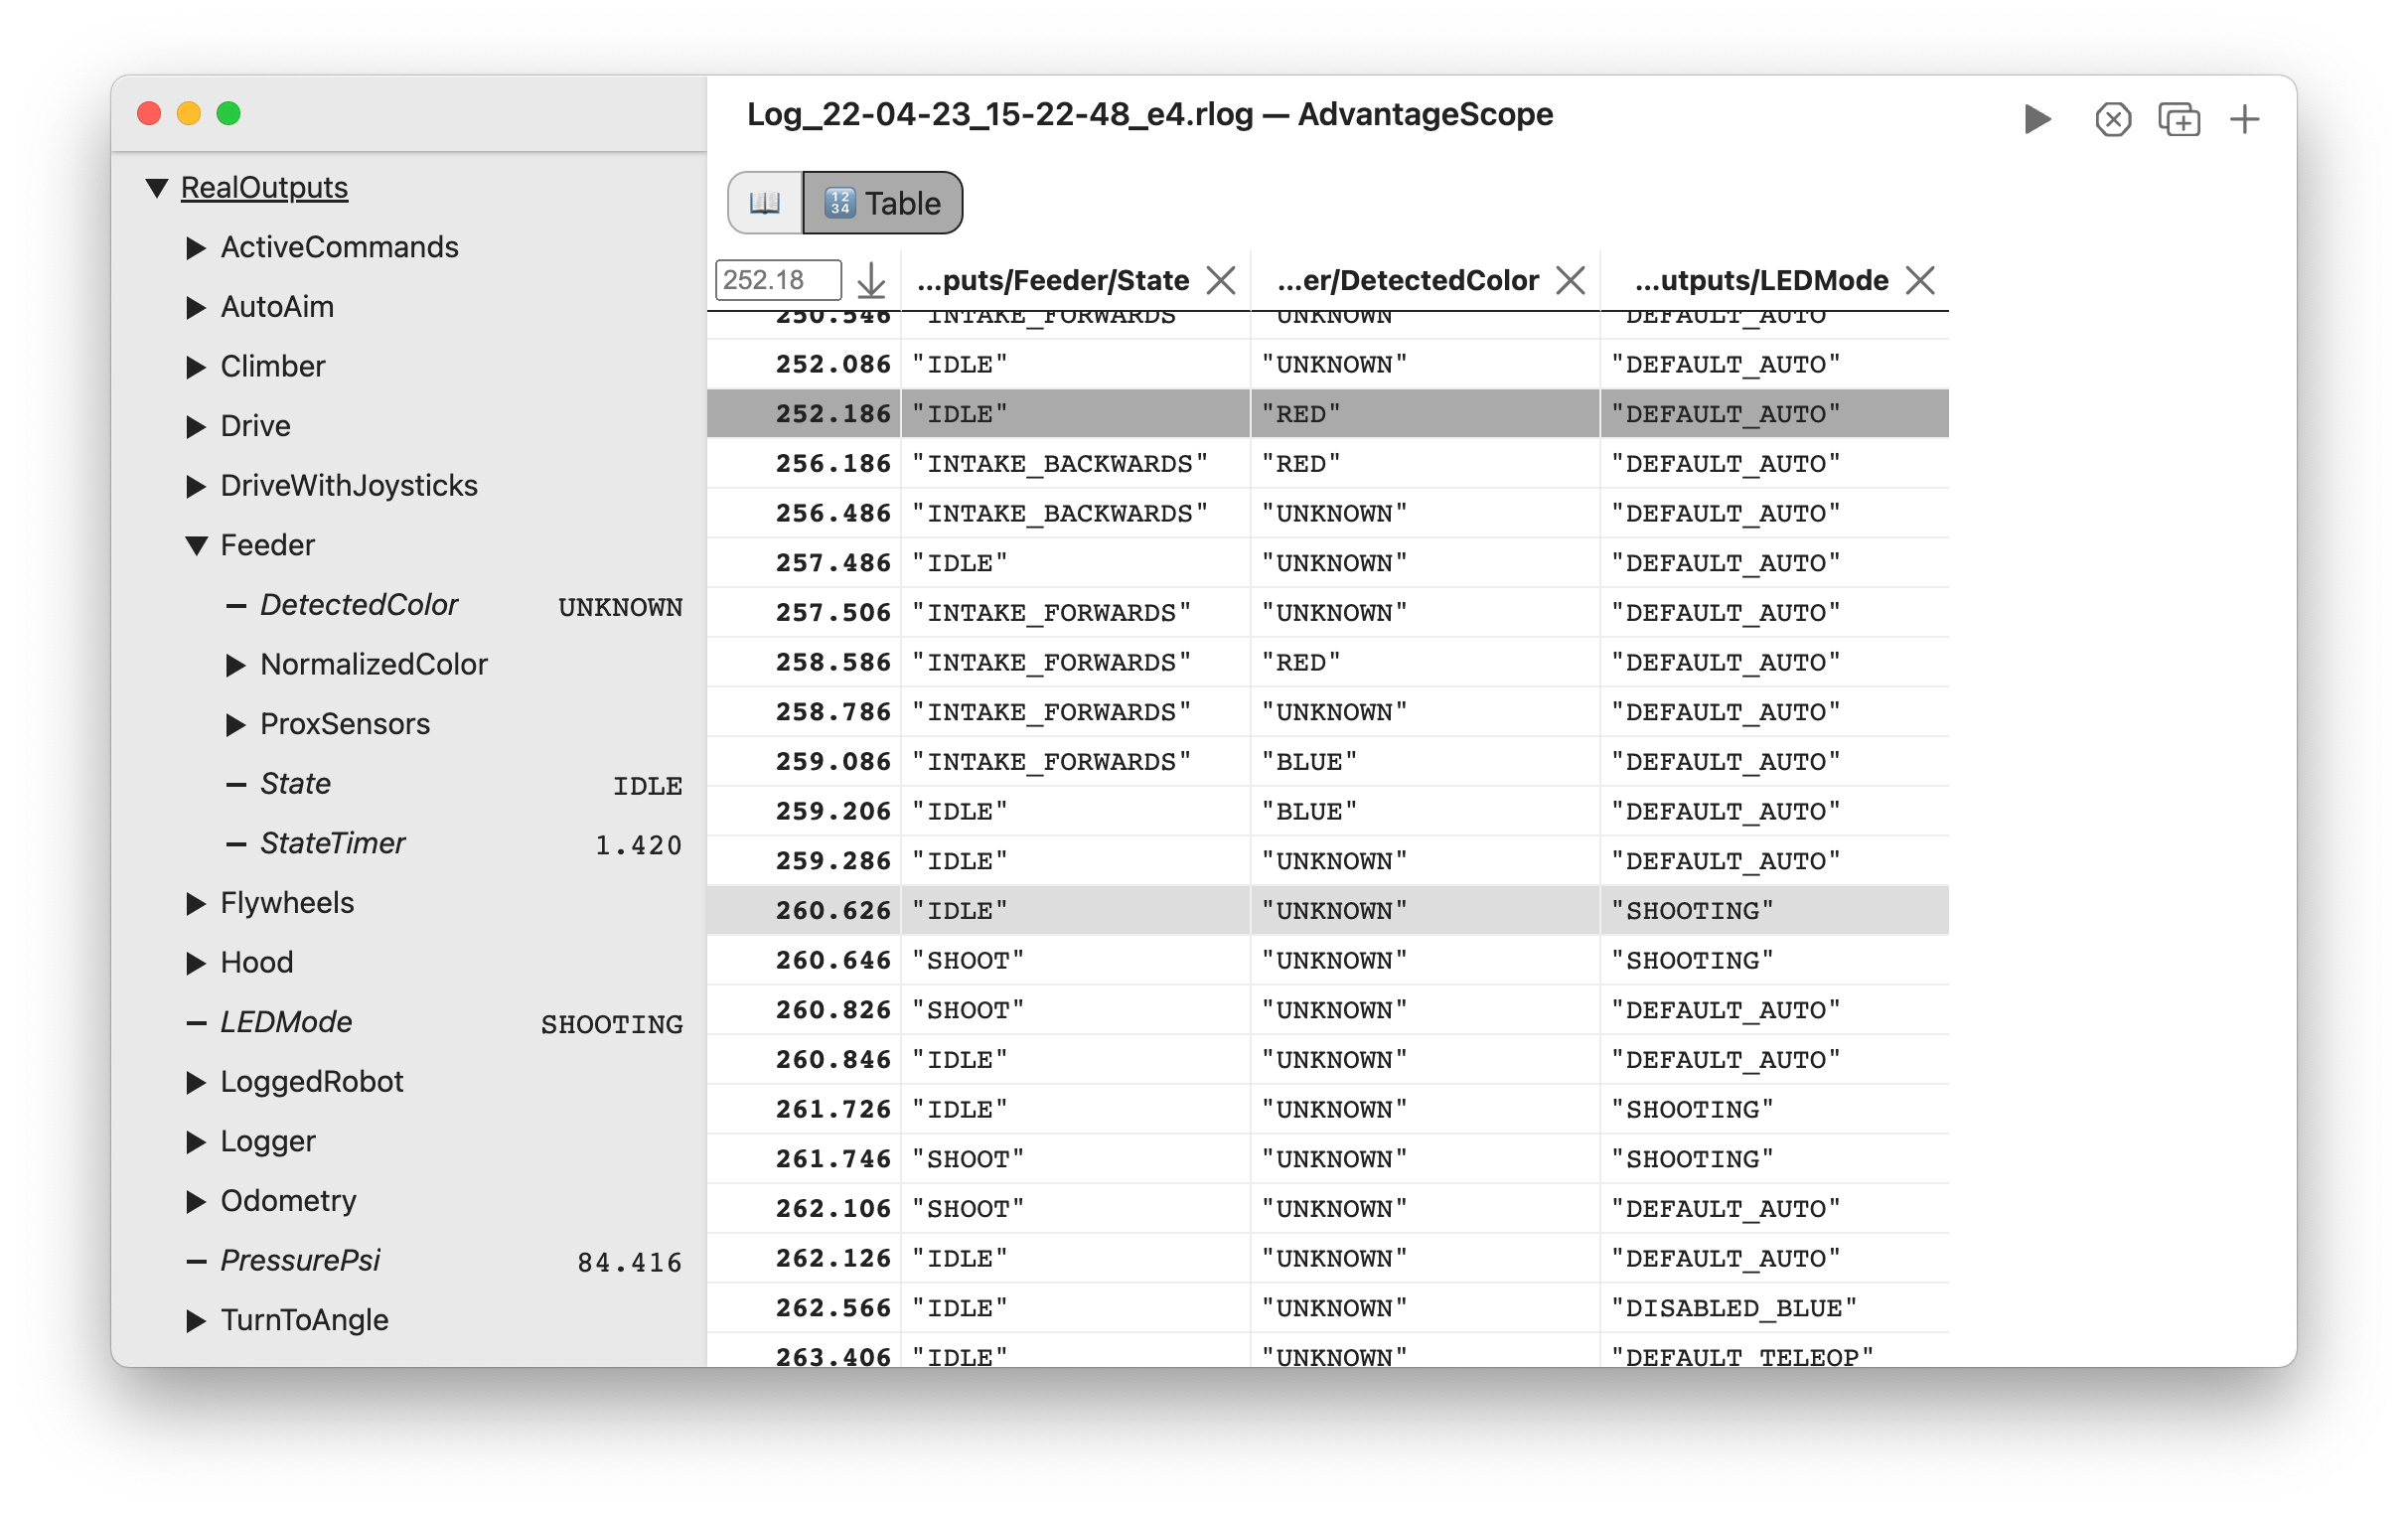 Log_22-04-23_15-22-48_e4.rlog — AdvantageScope
RealOutputs
ActiveCommands
AutoAim
Climber
Drive
DriveWithJoysticks
Feeder
DetectedColor UNKNOWN
NormalizedColor
ProxSensors
State IDLE
StateTimer 1.420
Flywheels
Hood
LEDMode SHOOTING
LoggedRobot
Logger
Odometry
PressurePsi 84.416
TurnToAngle
Table
252.18 ...puts/Feeder/State ...er/DetectedColor ...utputs/LEDMode
250.546 "INTAKE_FORWARDS" "UNKNOWN" "DEFAULT_AUTO"
252.086 "IDLE" "UNKNOWN" "DEFAULT_AUTO"
252.186 "IDLE" "RED" "DEFAULT_AUTO"
256.186 "INTAKE_BACKWARDS" "RED" "DEFAULT_AUTO"
256.486 "INTAKE_BACKWARDS" "UNKNOWN" "DEFAULT_AUTO"
257.486 "IDLE" "UNKNOWN" "DEFAULT_AUTO"
257.506 "INTAKE_FORWARDS" "UNKNOWN" "DEFAULT_AUTO"
258.586 "INTAKE_FORWARDS" "RED" "DEFAULT_AUTO"
258.786 "INTAKE_FORWARDS" "UNKNOWN" "DEFAULT_AUTO"
259.086 "INTAKE_FORWARDS" "BLUE" "DEFAULT_AUTO"
259.206 "IDLE" "BLUE" "DEFAULT_AUTO"
259.286 "IDLE" "UNKNOWN" "DEFAULT_AUTO"
260.626 "IDLE" "UNKNOWN" "SHOOTING"
260.646 "SHOOT" "UNKNOWN" "SHOOTING"
260.826 "SHOOT" "UNKNOWN" "DEFAULT_AUTO"
260.846 "IDLE" "UNKNOWN" "DEFAULT_AUTO"
261.726 "IDLE" "UNKNOWN" "SHOOTING"
261.746 "SHOOT" "UNKNOWN" "SHOOTING"
262.106 "SHOOT" "UNKNOWN" "DEFAULT_AUTO"
262.126 "IDLE" "UNKNOWN" "DEFAULT_AUTO"
262.566 "IDLE" "UNKNOWN" "DISABLED_BLUE"
263.406 "IDLE" "UNKNOWN" "DEFAULT_TELEOP"